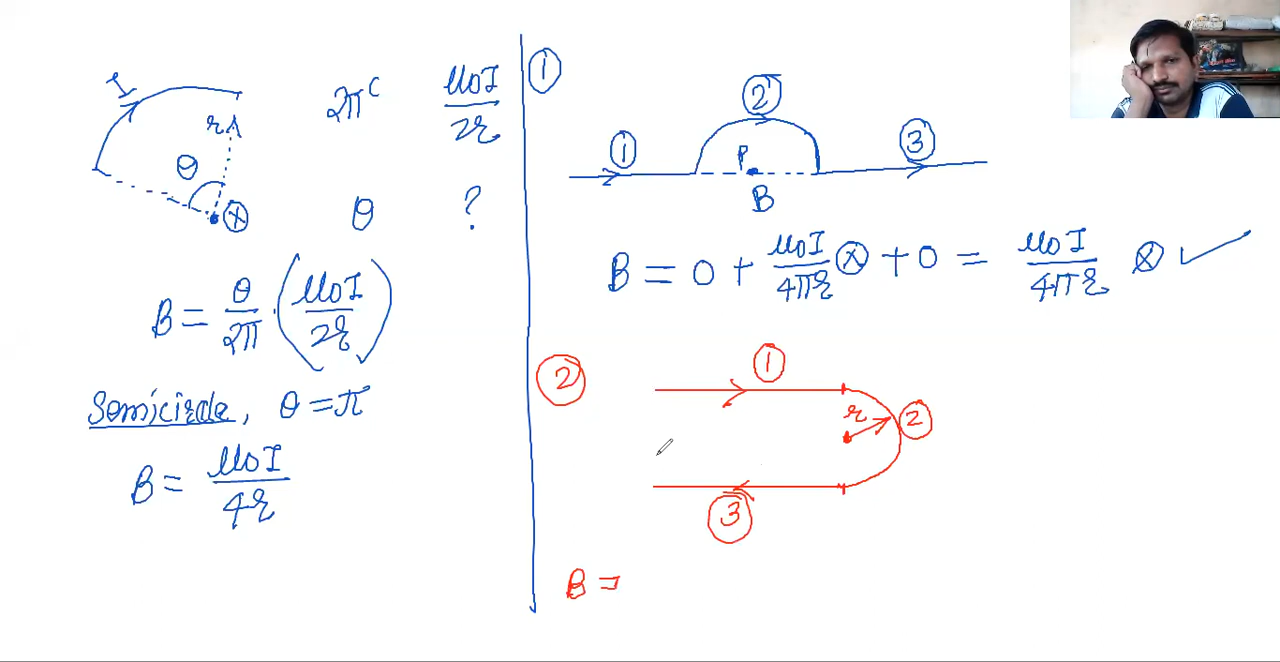 I
2π^c μ₀I/2r
r
θ
θ ?
B = θ/2π · (μ₀I/2r)
Semicircle, θ = π
B = μ₀I/4r
①
②
① ③
P
B
B = 0 + μ₀I/4πr ⊗ + 0 = μ₀I/4πr ⊗ ✓
②
①
r ②
③
B =